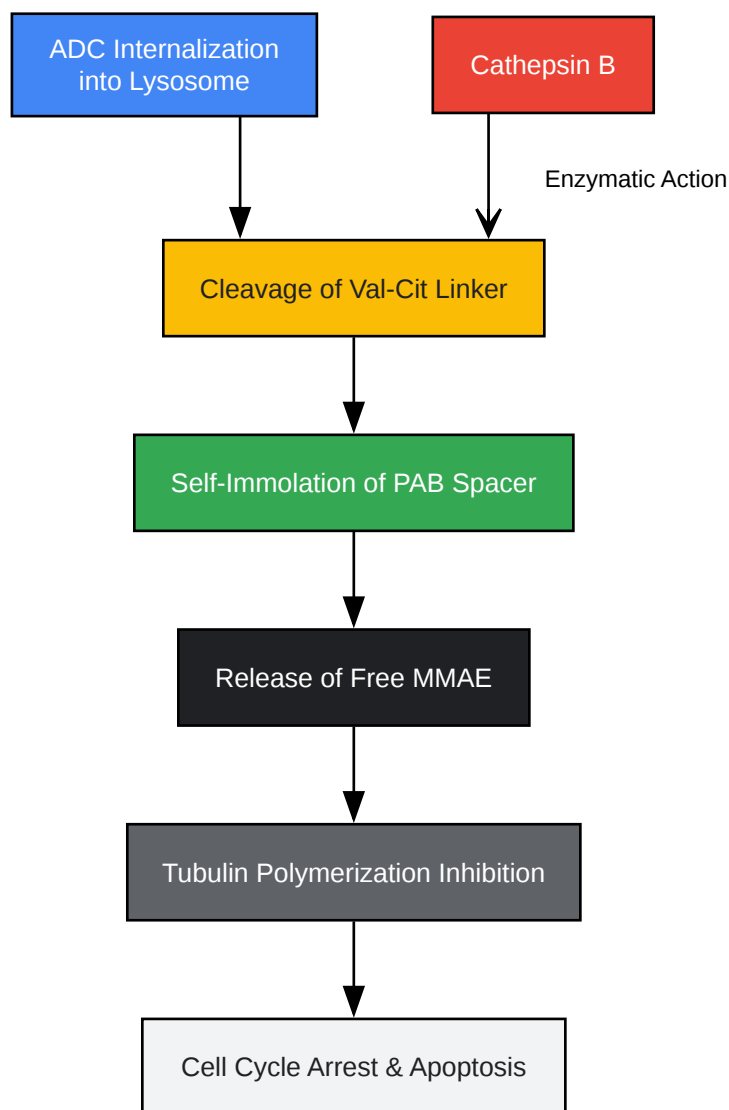 ADC Internalization
into Lysosome
Cathepsin B
Enzymatic Action
Cleavage of Val-Cit Linker
Self-Immolation of PAB Spacer
Release of Free MMAE
Tubulin Polymerization Inhibition
Cell Cycle Arrest & Apoptosis